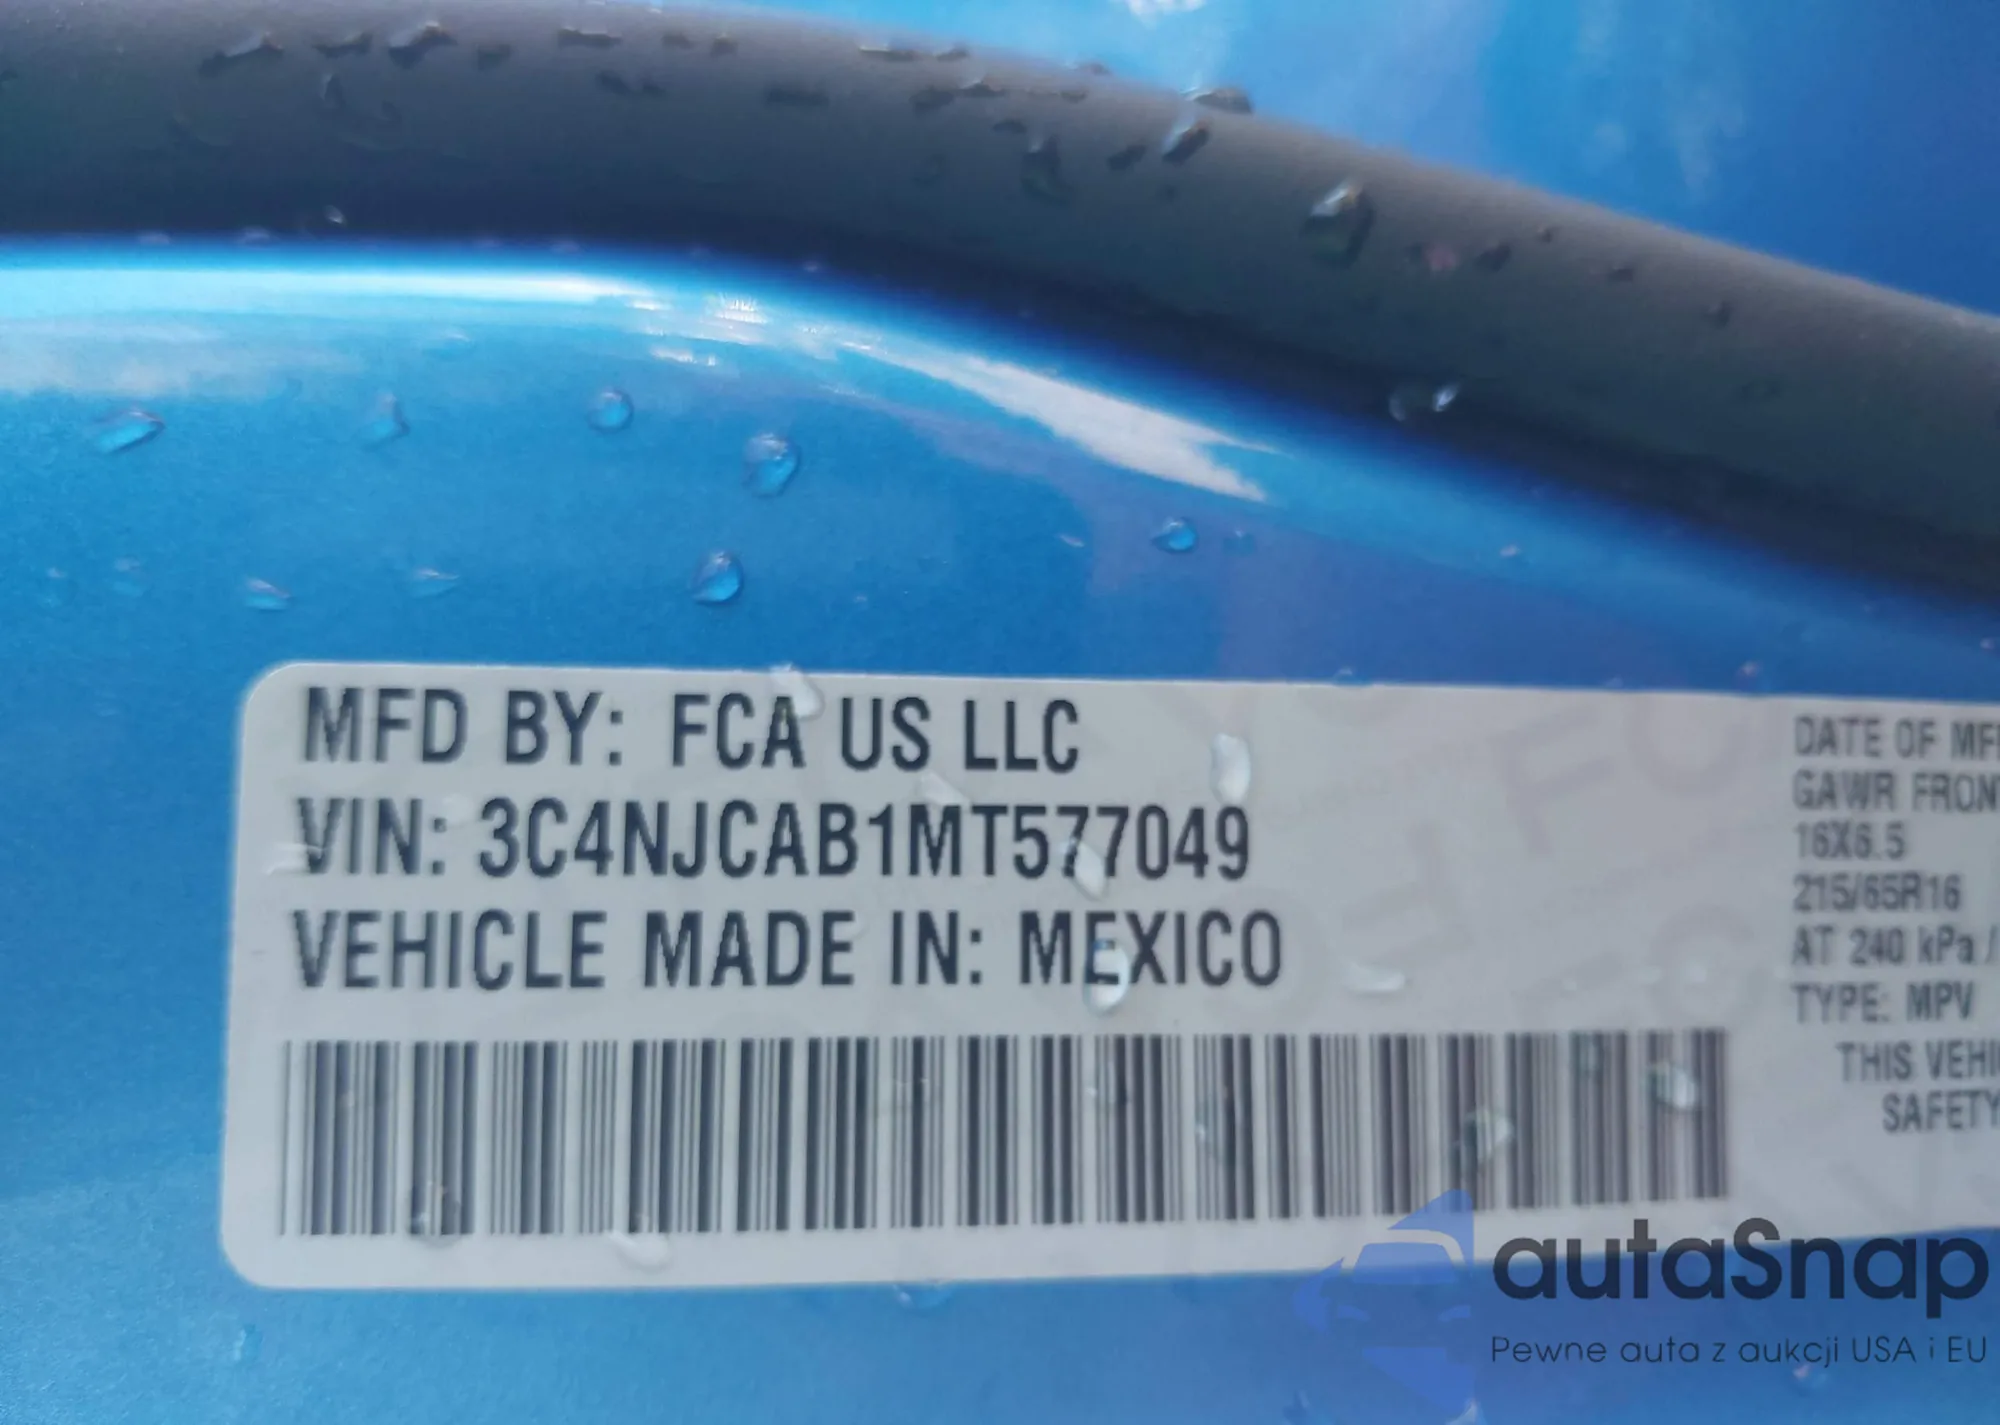 MFD BY: FCA US LLC
VIN: 3C4NJCAB1MT577049
VEHICLE MADE IN: MEXICO
DATE OF MF
GAWR FRON
16X6.5
215/65R16
AT 240 kPa /
TYPE: MPV
THIS VEHI
SAFETY
autaSnap
Pewne auta z aukcji USA i EU